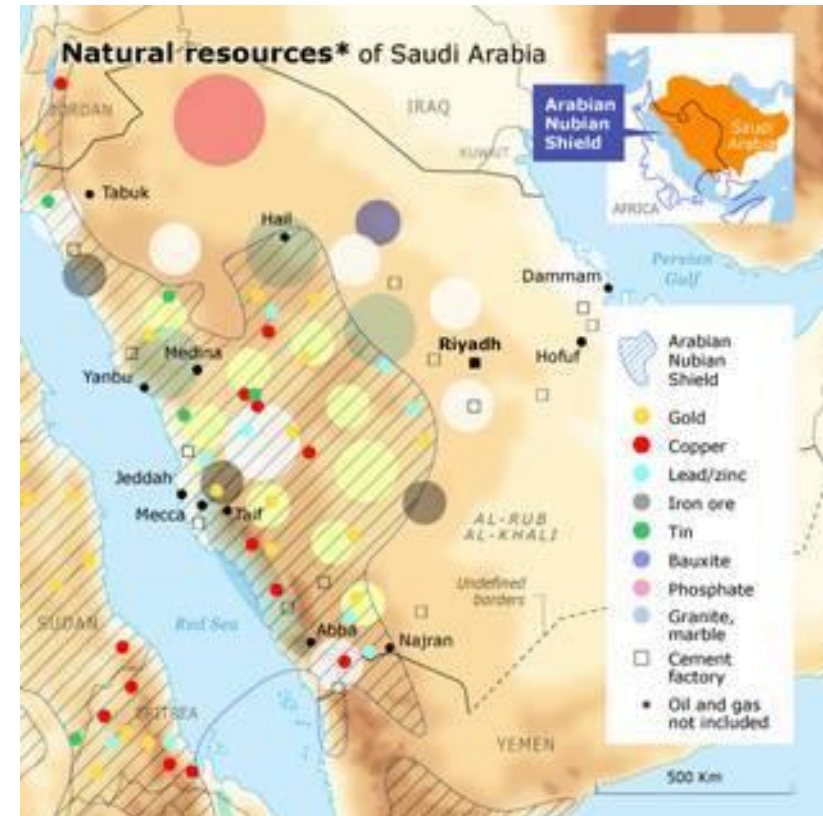 Natural resources* of Saudi Arabia
JORDAN
IRAQ
KUWAIT
Arabian
Nubian
Shield
Saudi
Arabia
AFRICA
Tabuk
Hail
Dammam
Persian
Gulf
Riyadh
Hofuf
Medina
Yanbu
Jeddah
Mecca
Taif
AL-RUB
AL-KHALI
Undefined
borders
SUDAN
Red Sea
Abba
Najran
ERITREA
YEMEN
Arabian
Nubian
Shield
Gold
Copper
Lead/zinc
Iron ore
Tin
Bauxite
Phosphate
Granite,
marble
Cement
factory
Oil and gas
not included
500 Km